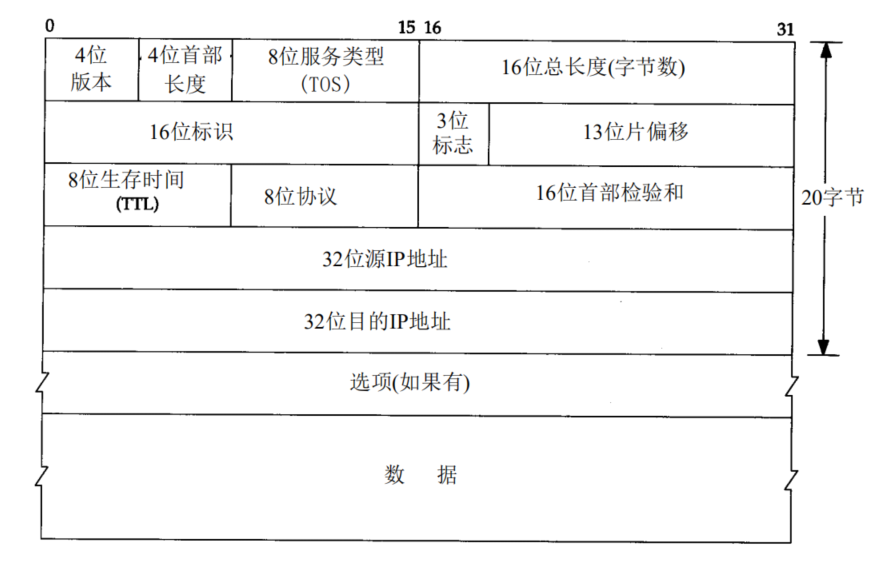 0 15 16 31
4位
版本
4位首部
长度
8位服务类型
(TOS)
16位总长度(字节数)
16位标识
3位
标志
13位片偏移
8位生存时间
(TTL)
8位协议
16位首部检验和
20字节
32位源IP地址
32位目的IP地址
选项(如果有)
数 据